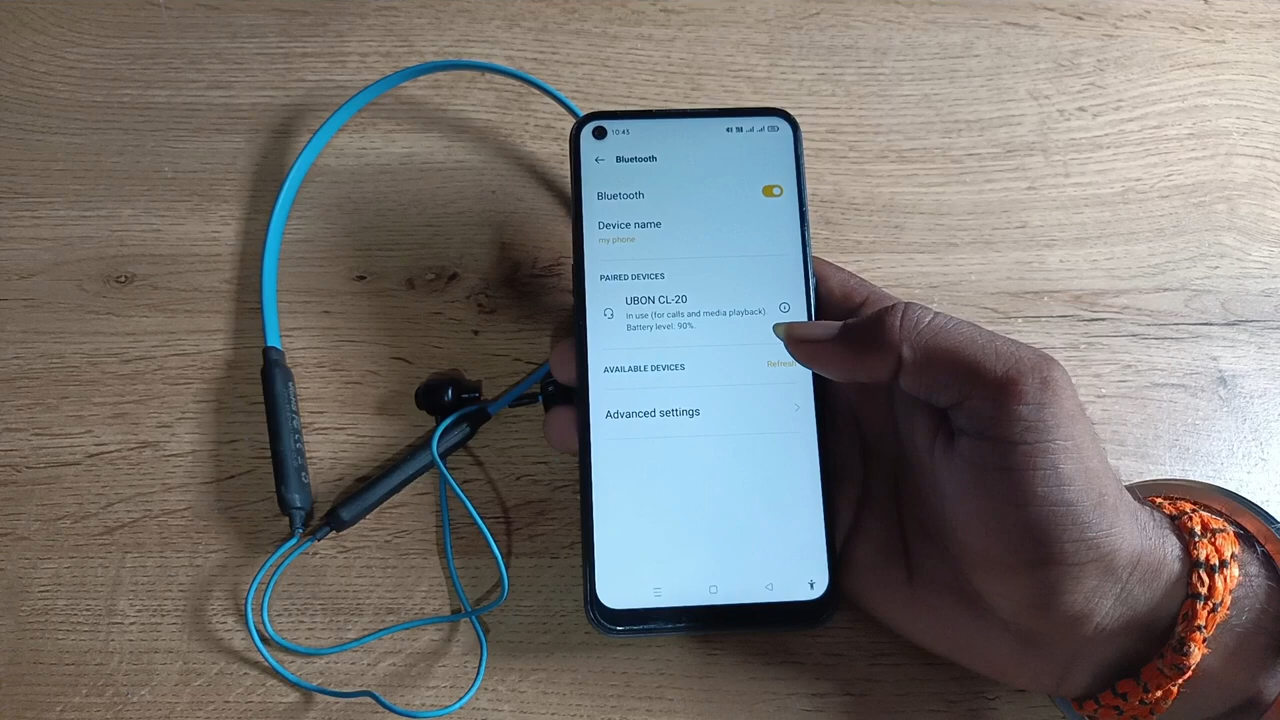 10:45
Bluetooth
Bluetooth
Device name
my phone
PAIRED DEVICES
UBON CL-20
In use (for calls and media playback).
Battery level: 90%.
AVAILABLE DEVICES
Refresh
Advanced settings